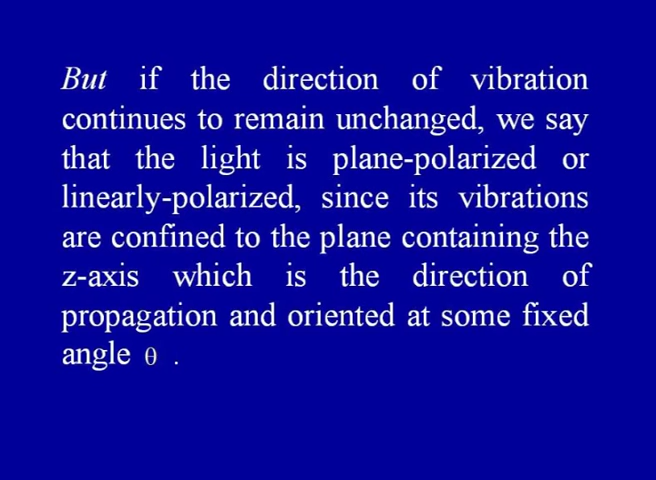 But if the direction of vibration
continues to remain unchanged, we say
that the light is plane-polarized or
linearly-polarized, since its vibrations
are confined to the plane containing the
z-axis which is the direction of
propagation and oriented at some fixed
angle θ .